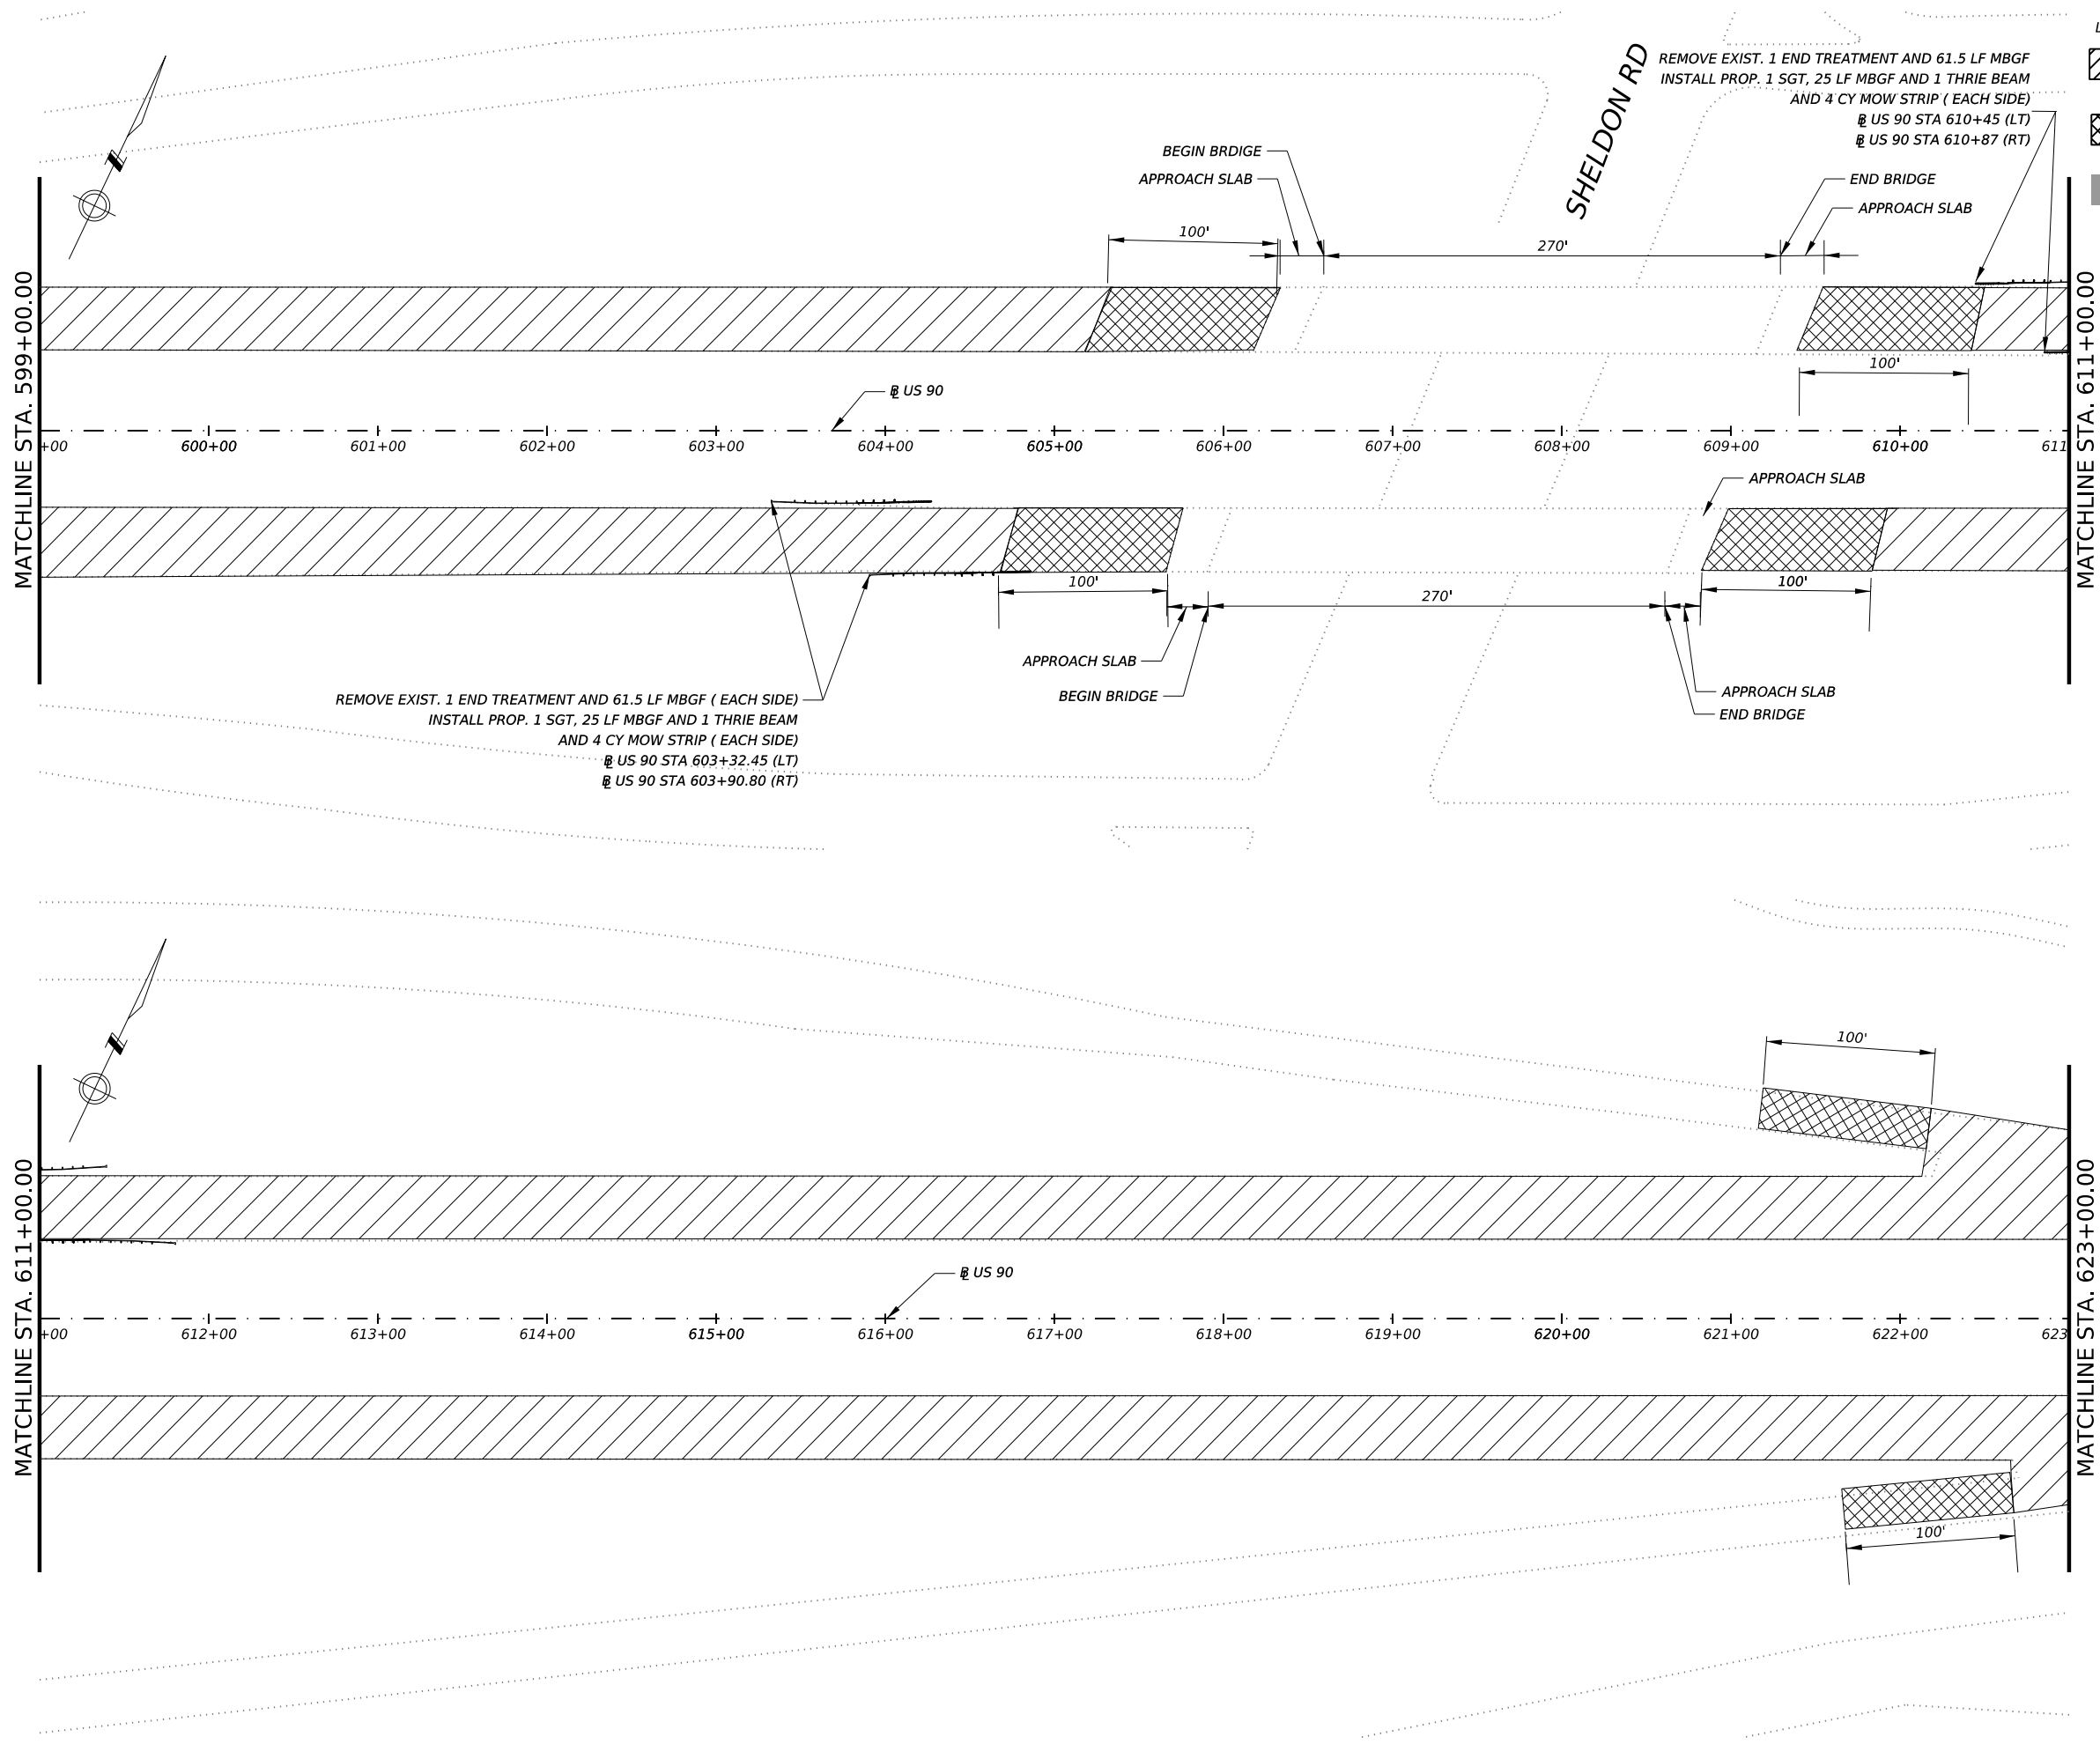 L
SHELDON RD
REMOVE EXIST. 1 END TREATMENT AND 61.5 LF MBGF
INSTALL PROP. 1 SGT, 25 LF MBGF AND 1 THRIE BEAM
AND 4 CY MOW STRIP ( EACH SIDE)
℄ US 90 STA 610+45 (LT)
℄ US 90 STA 610+87 (RT)
BEGIN BRDIGE
APPROACH SLAB
END BRIDGE
APPROACH SLAB
100'
270'
100'
MATCHLINE STA. 599+00.00
MATCHLINE STA. 611+00.00
℄ US 90
+00
600+00
601+00
602+00
603+00
604+00
605+00
606+00
607+00
608+00
609+00
610+00
611
APPROACH SLAB
100'
270'
100'
APPROACH SLAB
BEGIN BRIDGE
APPROACH SLAB
END BRIDGE
REMOVE EXIST. 1 END TREATMENT AND 61.5 LF MBGF ( EACH SIDE)
INSTALL PROP. 1 SGT, 25 LF MBGF AND 1 THRIE BEAM
AND 4 CY MOW STRIP ( EACH SIDE)
℄ US 90 STA 603+32.45 (LT)
℄ US 90 STA 603+90.80 (RT)
100'
MATCHLINE STA. 611+00.00
MATCHLINE STA. 623+00.00
℄ US 90
+00
612+00
613+00
614+00
615+00
616+00
617+00
618+00
619+00
620+00
621+00
622+00
623
100'